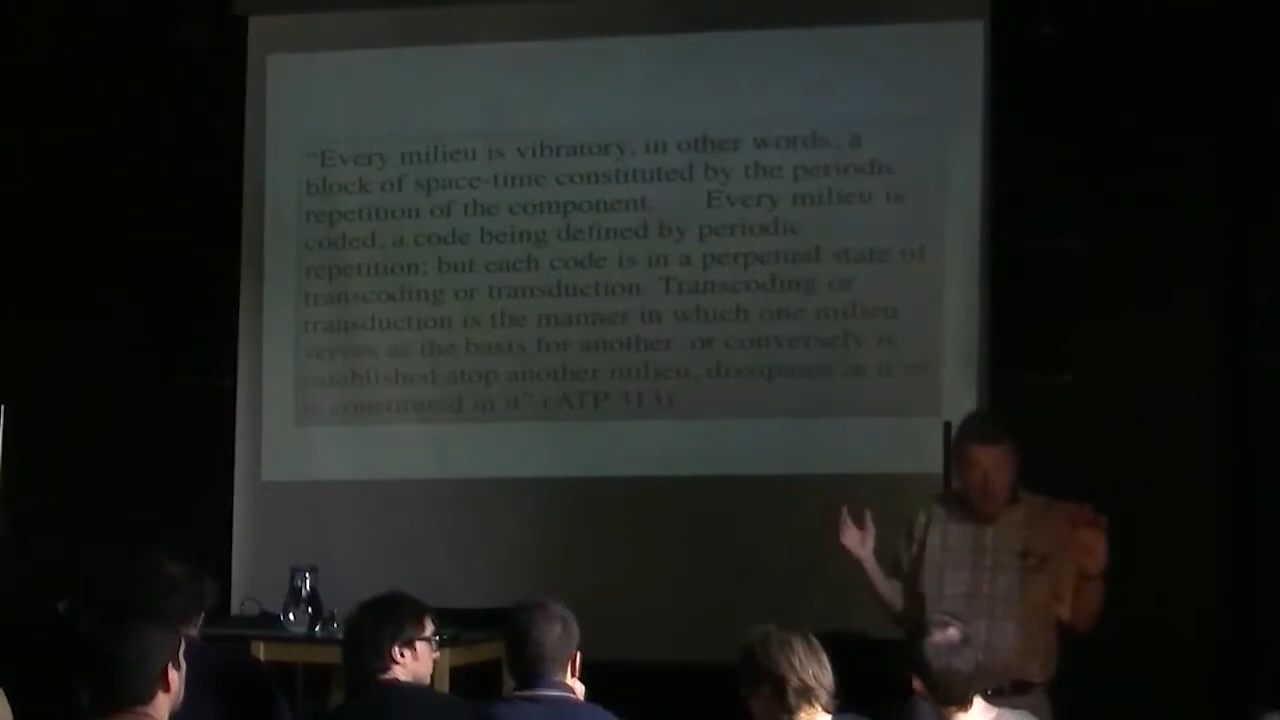 "Every milieu is vibratory, in other words, a
block of space-time constituted by the periodic
repetition of the component. Every milieu is
coded, a code being defined by periodic
repetition; but each code is in a perpetual state of
transcoding or transduction. Transcoding or
transduction is the manner in which one milieu
serves as the basis for another or conversely is
established atop another milieu, dissipates as it is
constituted in it" (ATP 313)